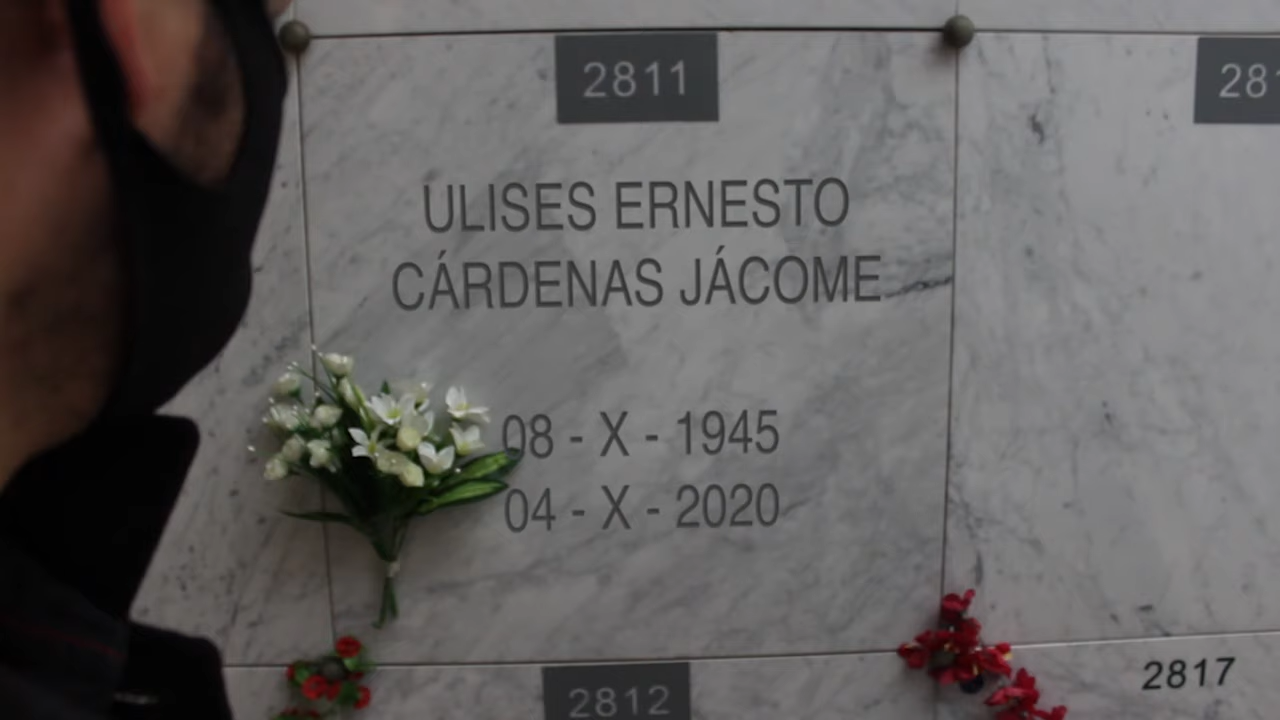 2811
ULISES ERNESTO
CÁRDENAS JÁCOME
08 - X - 1945
04 - X - 2020
2812
2817